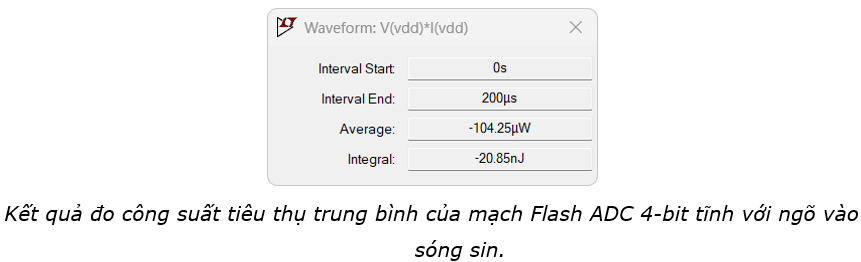 Waveform: V(vdd)*I(vdd)
Interval Start: 0s
Interval End: 200µs
Average: -104.25µW
Integral: -20.85nJ
Kết quả đo công suất tiêu thụ trung bình của mạch Flash ADC 4-bit tĩnh với ngõ vào
sóng sin.